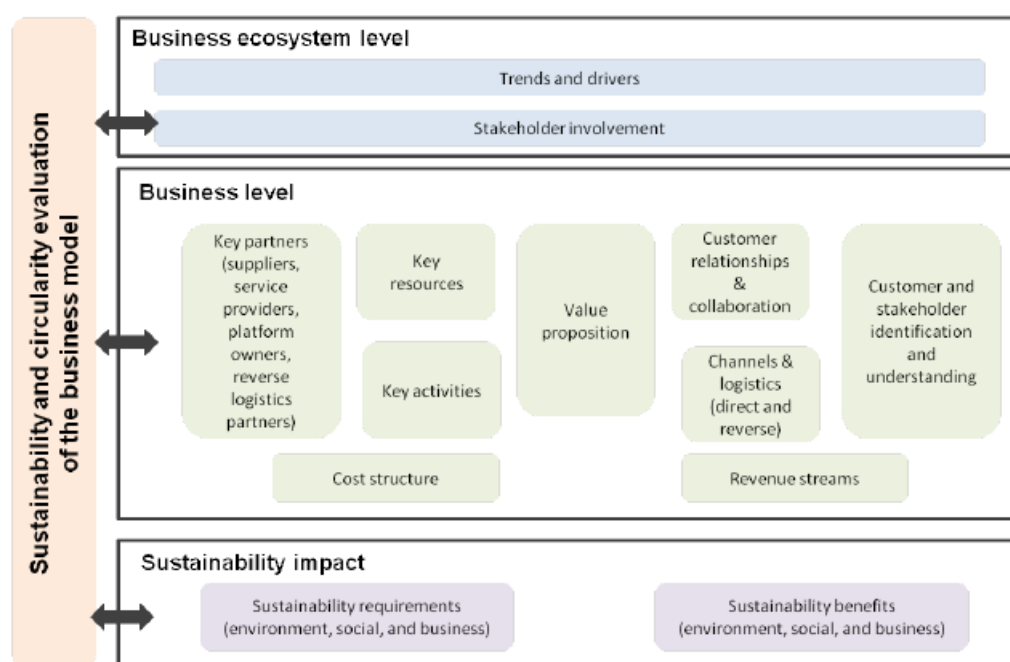 Sustainability and circularity evaluation
of the business model
Business ecosystem level
Trends and drivers
Stakeholder involvement
Business level
Key partners
(suppliers,
service
providers,
platform
owners,
reverse
logistics
partners)
Key
resources
Key activities
Value
proposition
Customer
relationships
&
collaboration
Channels &
logistics
(direct and
reverse)
Customer and
stakeholder
identification
and
understanding
Cost structure
Revenue streams
Sustainability impact
Sustainability requirements
(environment, social, and business)
Sustainability benefits
(environment, social, and business)